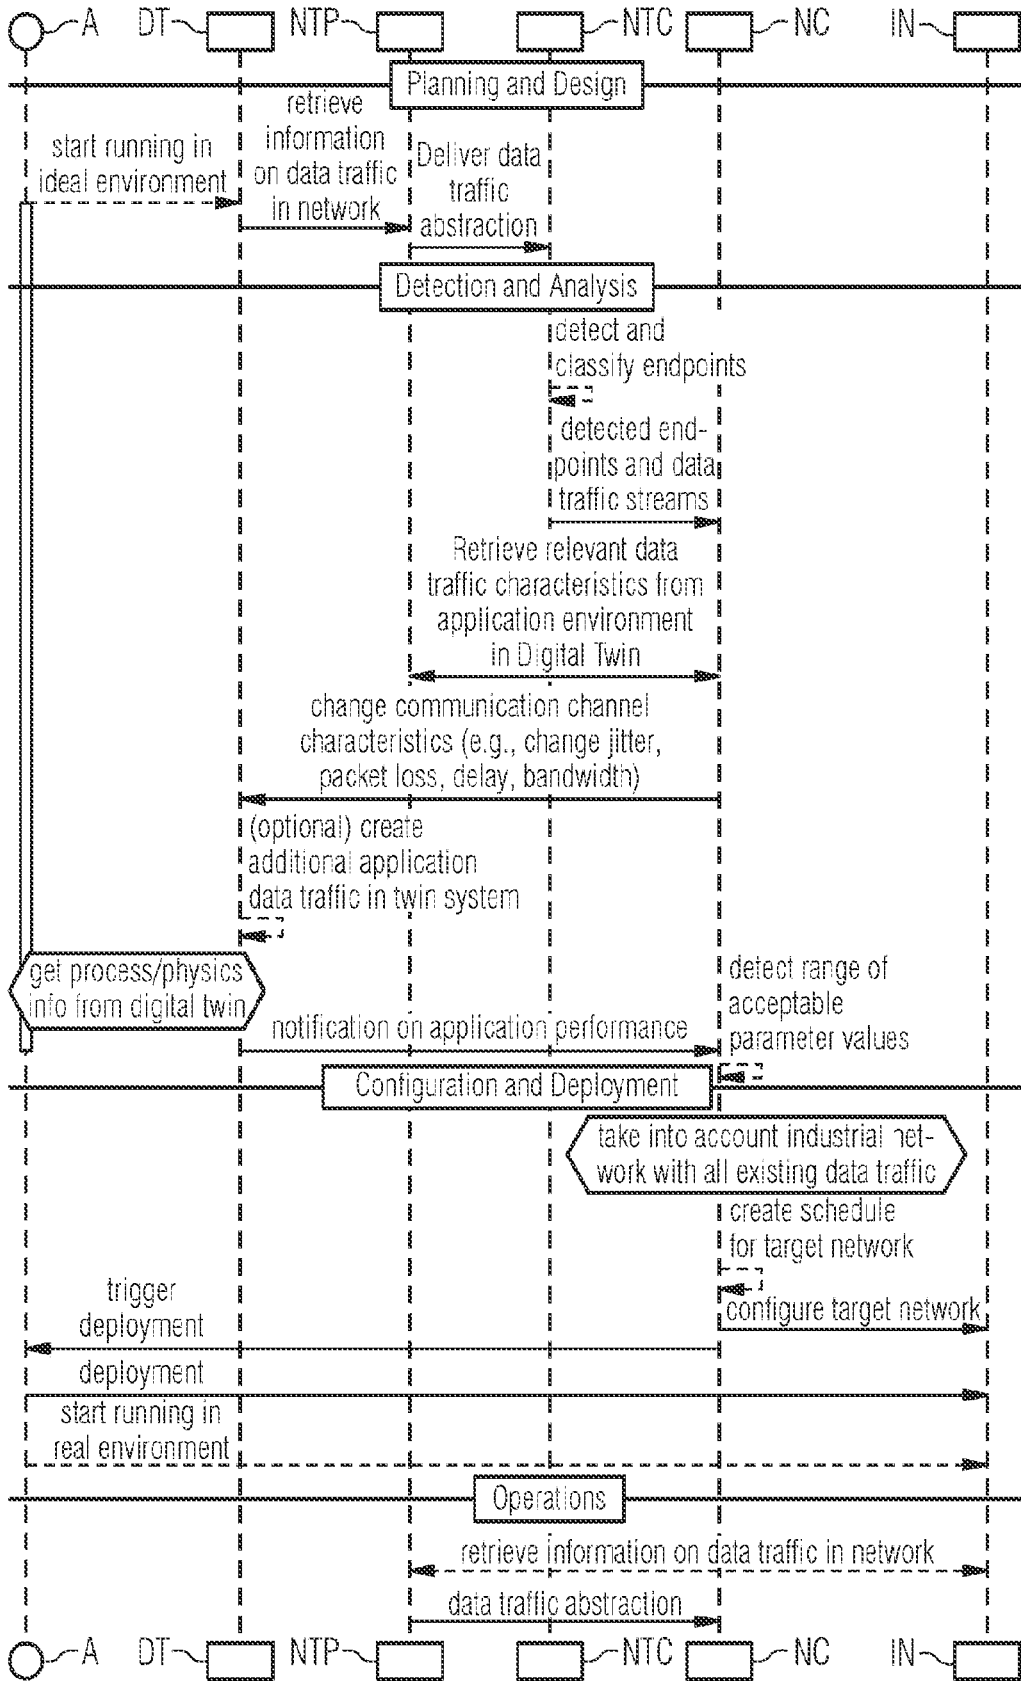 A DT NTP NTC NC IN
Planning and Design
retrieve
information
on data traffic
in network
start running in
ideal environment
Deliver data
traffic
abstraction
Detection and Analysis
detect and
classify endpoints
detected end-
points and data
traffic streams
Retrieve relevant data
traffic characteristics from
application environment
in Digital Twin
change communication channel
characteristics (e.g., change jitter,
packet loss, delay, bandwidth)
(optional) create
additional application
data traffic in twin system
get process/physics
info from digital twin
detect range of
acceptable
parameter values
notification on application performance
Configuration and Deployment
take into account industrial net-
work with all existing data traffic
create schedule
for target network
trigger
deployment
configure target network
deployment
start running in
real environment
Operations
retrieve information on data traffic in network
data traffic abstraction
A DT NTP NTC NC IN